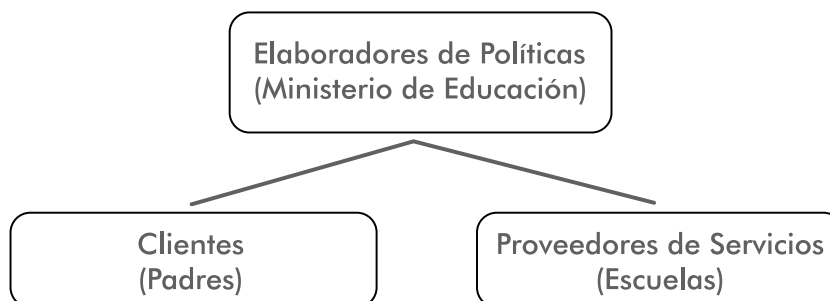 Elaboradores de Políticas
(Ministerio de Educación)
Clientes
(Padres)
Proveedores de Servicios
(Escuelas)